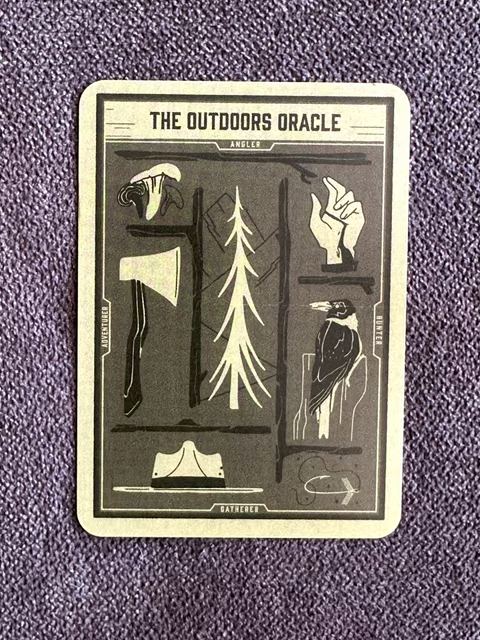 THE OUTDOORS ORACLE
ANGLER
ADVENTURER
HUNTER
GATHERER